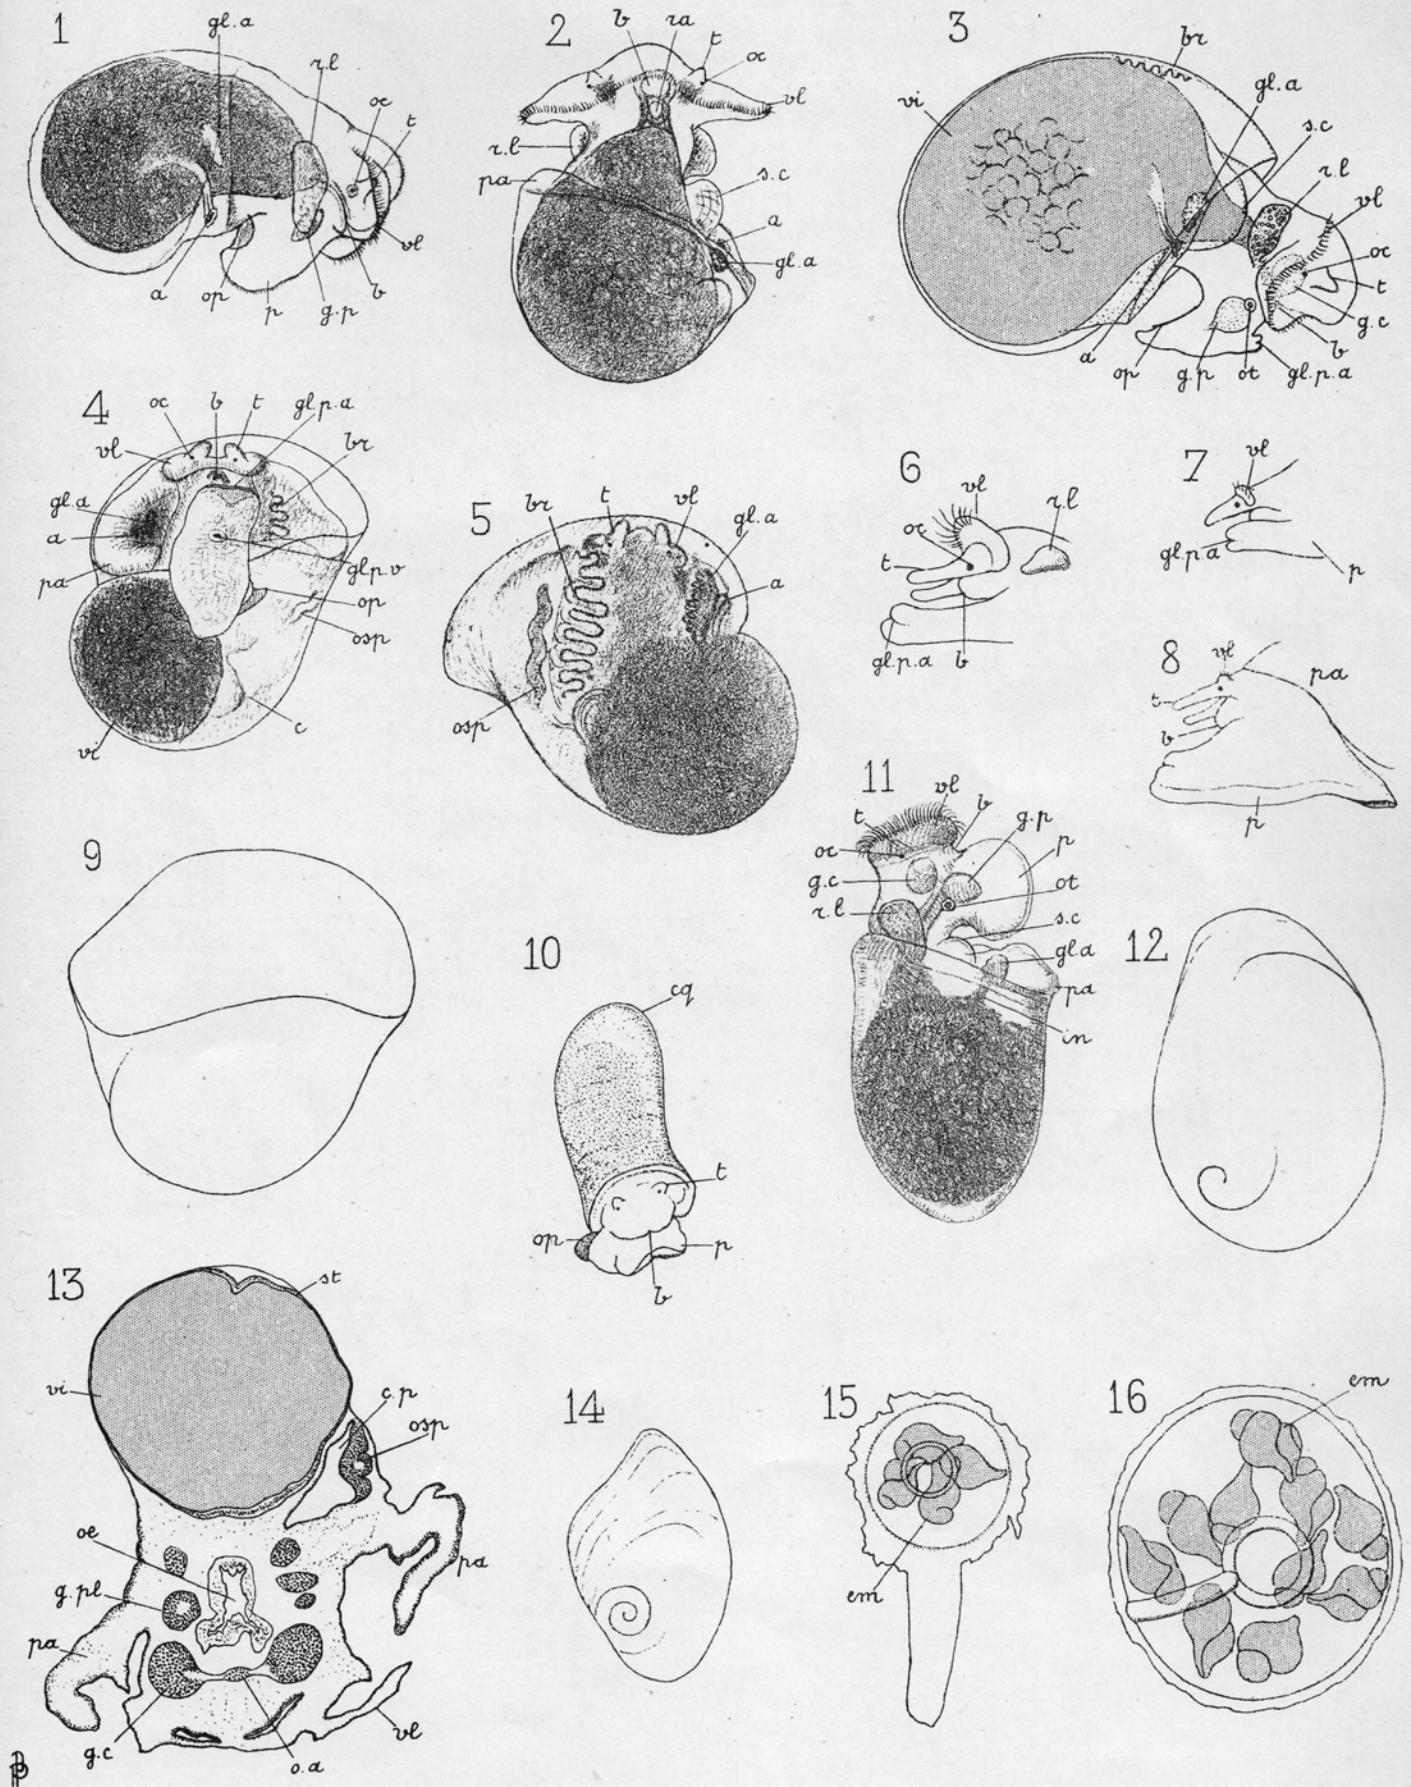 1
gl.a
r.l
oc
t
a
op
p
g.p
b
vl
2
b
ra
t
oc
vl
r.l
pa
s.c
a
gl.a
3
br
gl.a
vi
s.c
r.l
vl
oc
t
g.c
a
op
g.p
ot
gl.p.a
b
4
oc
b
t
gl.p.a
vl
br
gl.a
a
pa
gl.p.v
op
osp
c
vi
5
br
t
vl
gl.a
a
osp
6
vl
oc
r.l
t
gl.p.a
b
7
vl
gl.p.a
p
8
vl
pa
t
b
p
9
10
cq
t
op
p
b
11
vl
b
t
g.p
p
oc
g.c
ot
r.l
s.c
gl.a
pa
in
12
13
st
vi
c.p
osp
oe
pa
g.pl
pa
g.c
o.a
vl
14
15
em
16
em